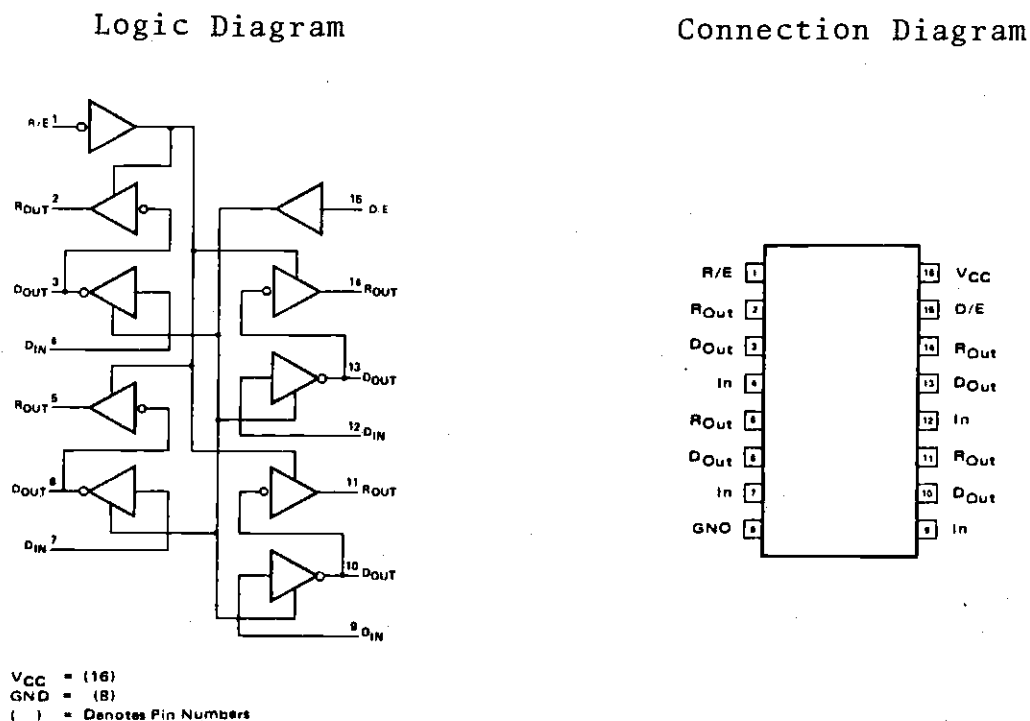 Logic Diagram
Connection Diagram
R/E 1
ROUT 2
15 D.E
DOUT 3
14 ROUT
DIN 4
13 DOUT
ROUT 5
12 DIN
DOUT 6
11 ROUT
DIN 7
10 DOUT
9 DIN
VCC = (16)
GND = (8)
( ) = Denotes Pin Numbers
R/E 1
16 VCC
ROut 2
15 D/E
DOut 3
14 ROut
In 4
13 DOut
ROut 5
12 In
DOut 6
11 ROut
In 7
10 DOut
GND 8
9 In